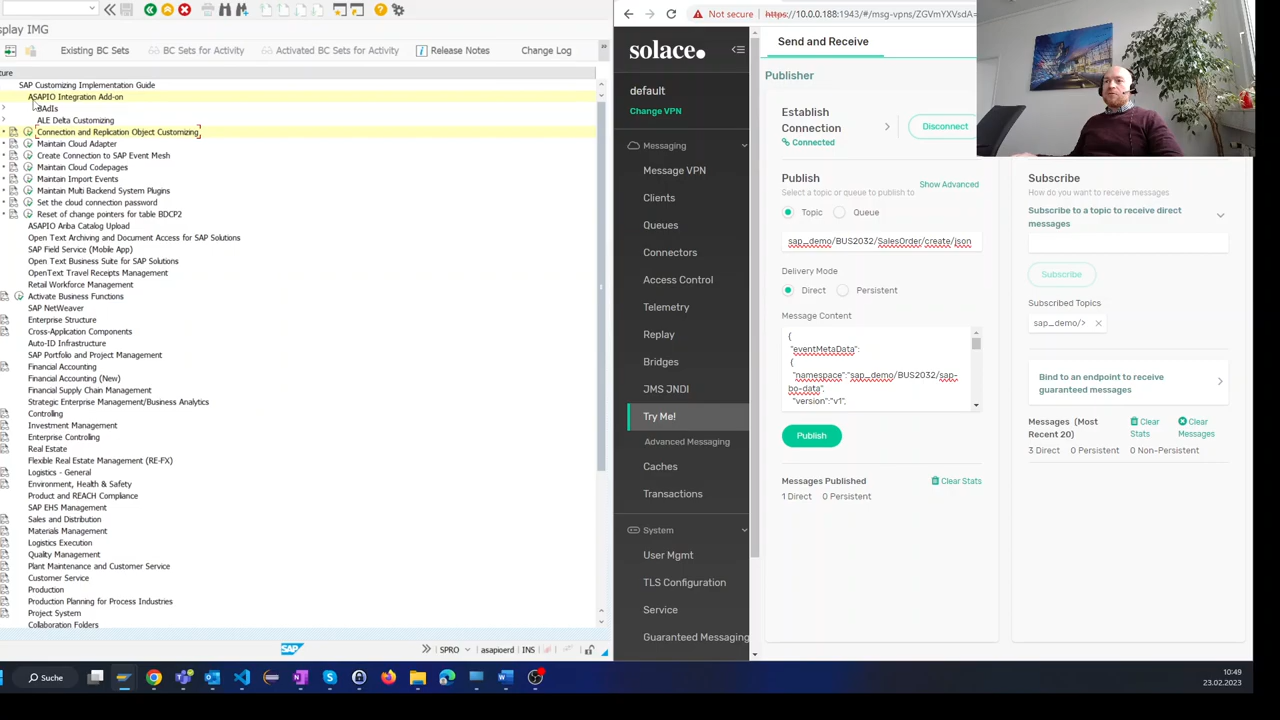 splay IMG
Existing BC Sets
BC Sets for Activity
Activated BC Sets for Activity
Release Notes
Change Log
ture
SAP Customizing Implementation Guide
ASAPIO Integration Add-on
BAdIs
ALE Delta Customizing
Connection and Replication Object Customizing
Maintain Cloud Adapter
Create Connection to SAP Event Mesh
Maintain Cloud Codepages
Maintain Import Events
Maintain Multi Backend System Plugins
Set the cloud connection password
Reset of change pointers for table BDCP2
ASAPIO Ariba Catalog Upload
Open Text Archiving and Document Access for SAP Solutions
SAP Field Service (Mobile App)
Open Text Business Suite for SAP Solutions
OpenText Travel Receipts Management
Retail Workforce Management
Activate Business Functions
SAP NetWeaver
Enterprise Structure
Cross-Application Components
Auto-ID Infrastructure
SAP Portfolio and Project Management
Financial Accounting
Financial Accounting (New)
Financial Supply Chain Management
Strategic Enterprise Management/Business Analytics
Controlling
Investment Management
Enterprise Controlling
Real Estate
Flexible Real Estate Management (RE-FX)
Logistics - General
Environment, Health & Safety
Product and REACH Compliance
SAP EHS Management
Sales and Distribution
Materials Management
Logistics Execution
Quality Management
Plant Maintenance and Customer Service
Customer Service
Production
Production Planning for Process Industries
Project System
Collaboration Folders
SAP
SPRO
asapioerd
INS
Not secure
https://10.0.0.188:1943/#/msg-vpns/ZGVmYXVsdA=
solace.
default
Change VPN
Messaging
Message VPN
Clients
Queues
Connectors
Access Control
Telemetry
Replay
Bridges
JMS JNDI
Try Me!
Advanced Messaging
Caches
Transactions
System
User Mgmt
TLS Configuration
Service
Guaranteed Messaging
Send and Receive
Publisher
Establish
Connection
Connected
Disconnect
Publish
Show Advanced
Select a topic or queue to publish to
Topic
Queue
sap_demo/BUS2032/SalesOrder/create/json
Delivery Mode
Direct
Persistent
Message Content
{
"eventMetaData":
{
"namespace":"sap_demo/BUS2032/sap-
bo-data",
"version":"v1",
Publish
Messages Published
Clear Stats
1 Direct 0 Persistent
Subscribe
How do you want to receive messages
Subscribe to a topic to receive direct
messages
Subscribe
Subscribed Topics
sap_demo/>
Bind to an endpoint to receive
guaranteed messages
Messages (Most
Recent 20)
Clear
Stats
Clear
Messages
3 Direct 0 Persistent 0 Non-Persistent
Suche
10:49
23.02.2023